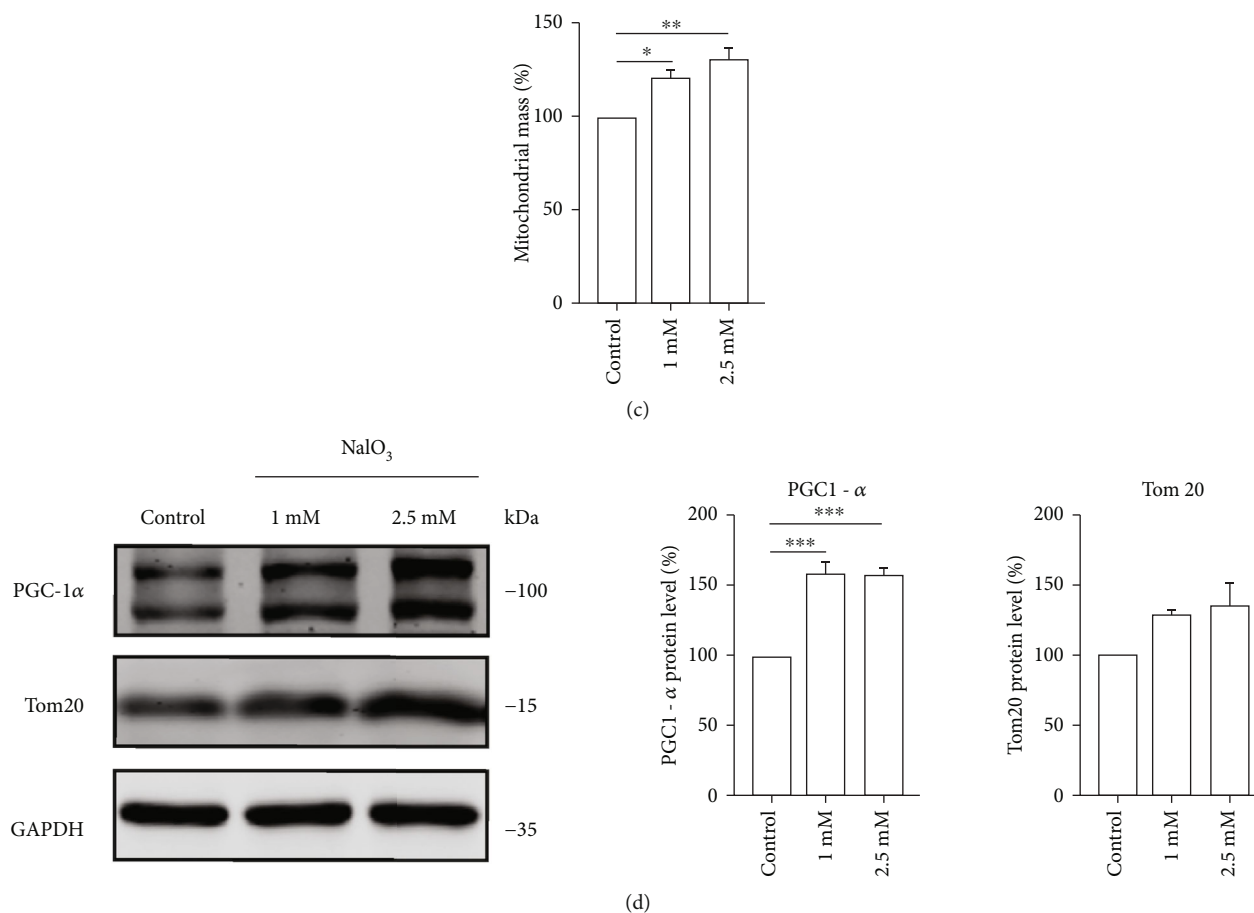 150
**
*
100
50
0
Mitochondrial mass (%)
Control
1 mM
2.5 mM
(c)
NaIO3
Control
1 mM
2.5 mM
kDa
PGC-1α
–100
Tom20
–15
GAPDH
–35
PGC1 - α
200
***
***
150
100
50
0
PGC1 - α protein level (%)
Control
1 mM
2.5 mM
Tom 20
200
150
100
50
0
Tom20 protein level (%)
Control
1 mM
2.5 mM
(d)